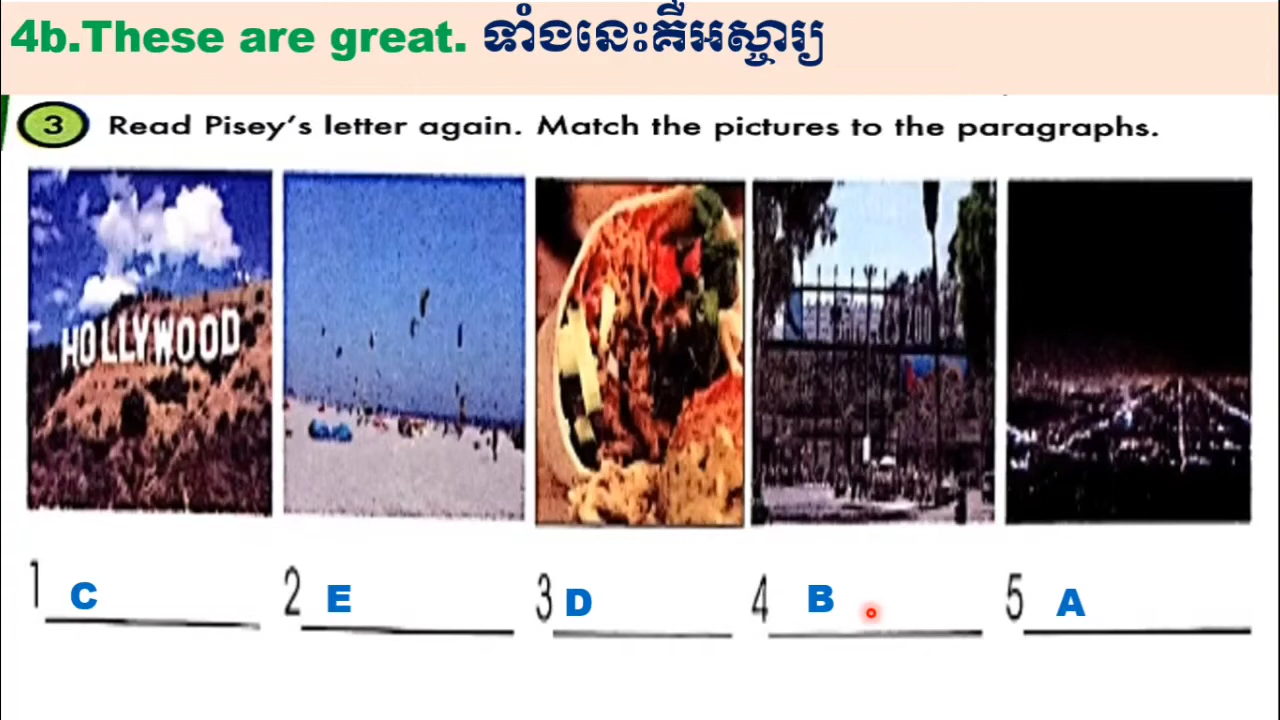 4b.These are great. ទាំងនេះគឺអស្ចារ្យ
3 Read Pisey's letter again. Match the pictures to the paragraphs.
HOLLYWOOD
1 C 2 E 3 D 4 B 5 A